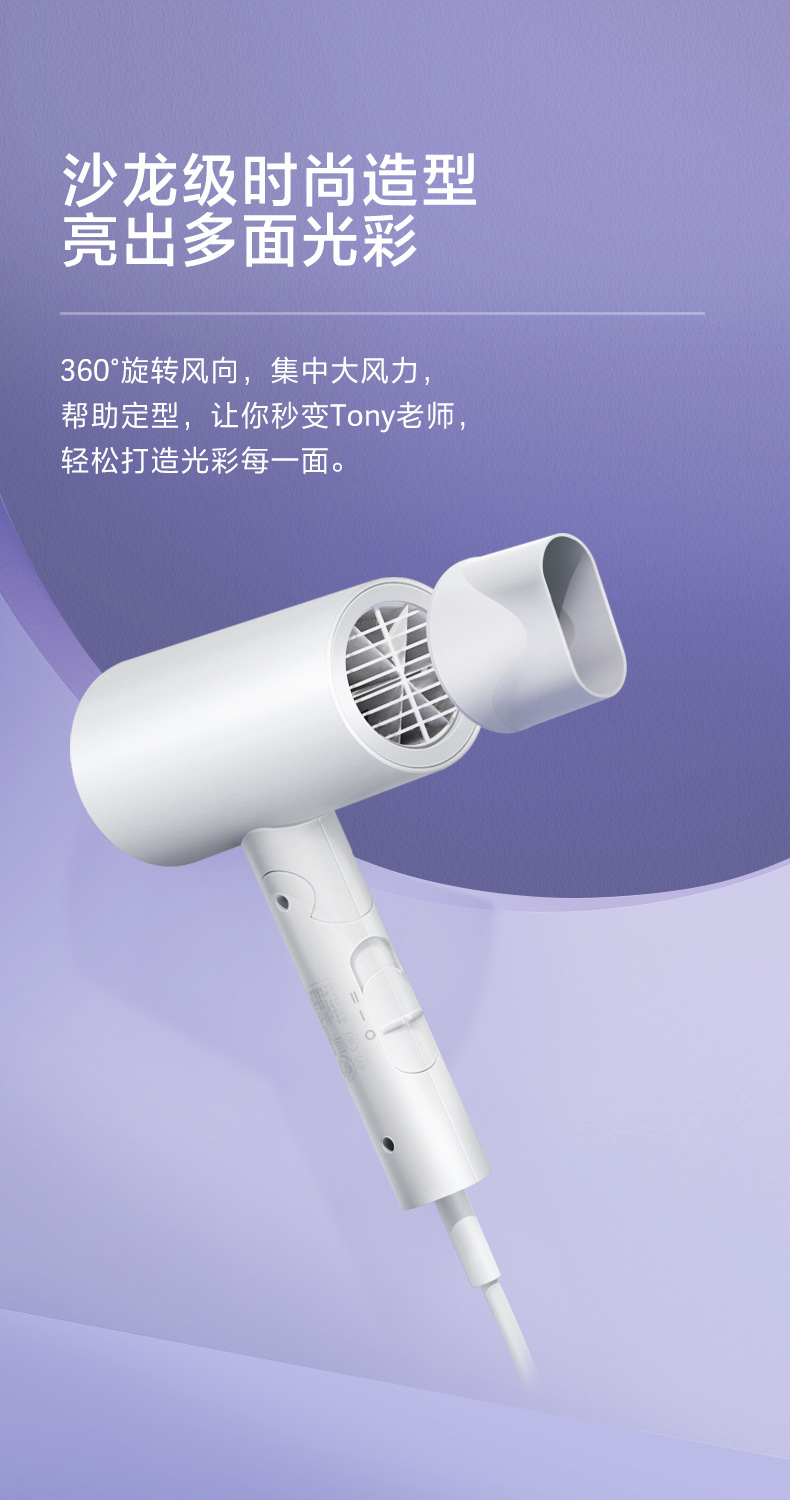 沙龙级时尚造型
亮出多面光彩
360°旋转风向，集中大风力，
帮助定型，让你秒变Tony老师，
轻松打造光彩每一面。